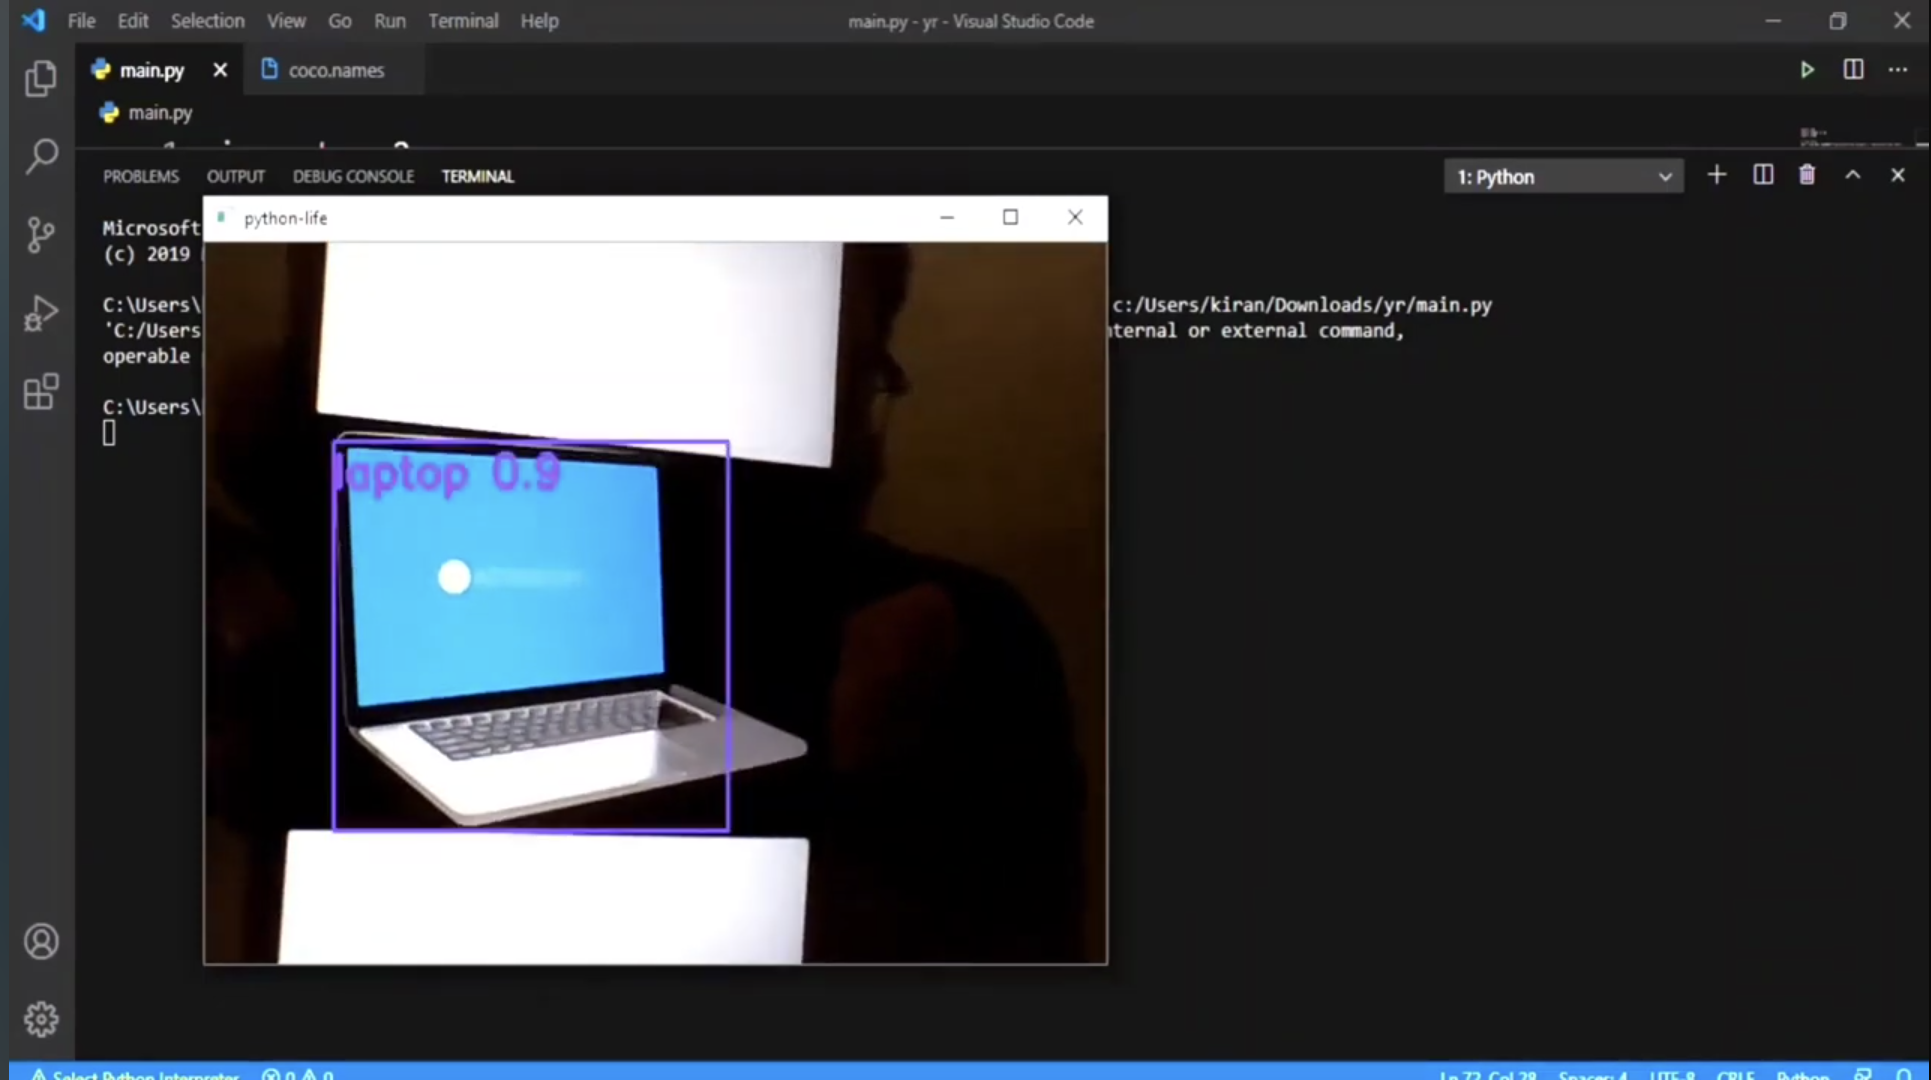 File Edit Selection View Go Run Terminal Help main.py - yr - Visual Studio Code
main.py coco.names
main.py
PROBLEMS OUTPUT DEBUG CONSOLE TERMINAL 1: Python
python-life
Microsoft
(c) 2019
C:\Users\ c:/Users/kiran/Downloads/yr/main.py
'C:/Users nternal or external command,
operable
C:\Users\
laptop 0.9
Select Python Interpreter 0 0 Ln 72, Col 28 Spaces: 4 UTF-8 CRLF Python